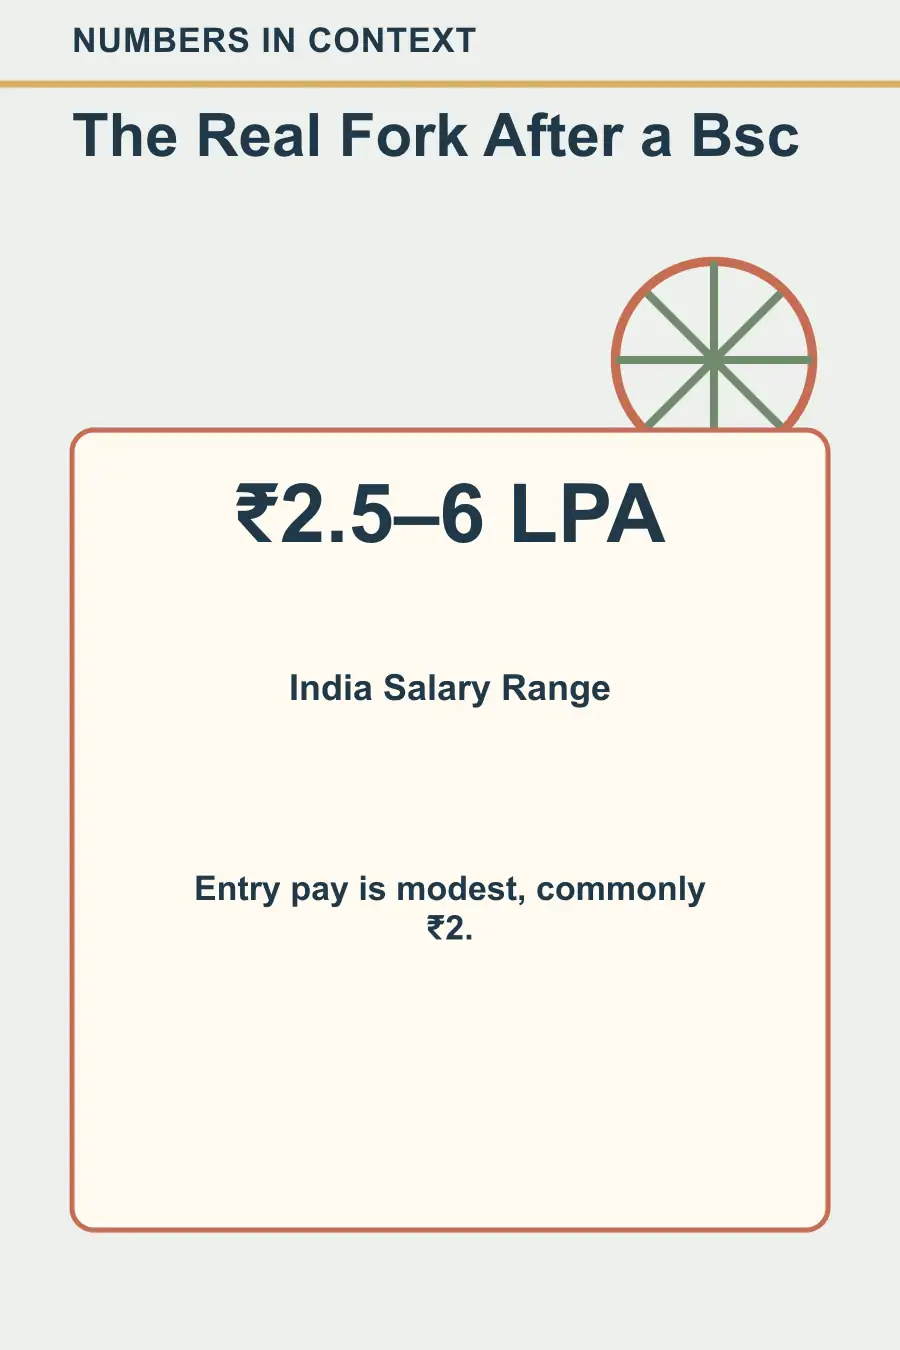 NUMBERS IN CONTEXT
The Real Fork After a Bsc
₹2.5–6 LPA
India Salary Range
Entry pay is modest, commonly
₹2.